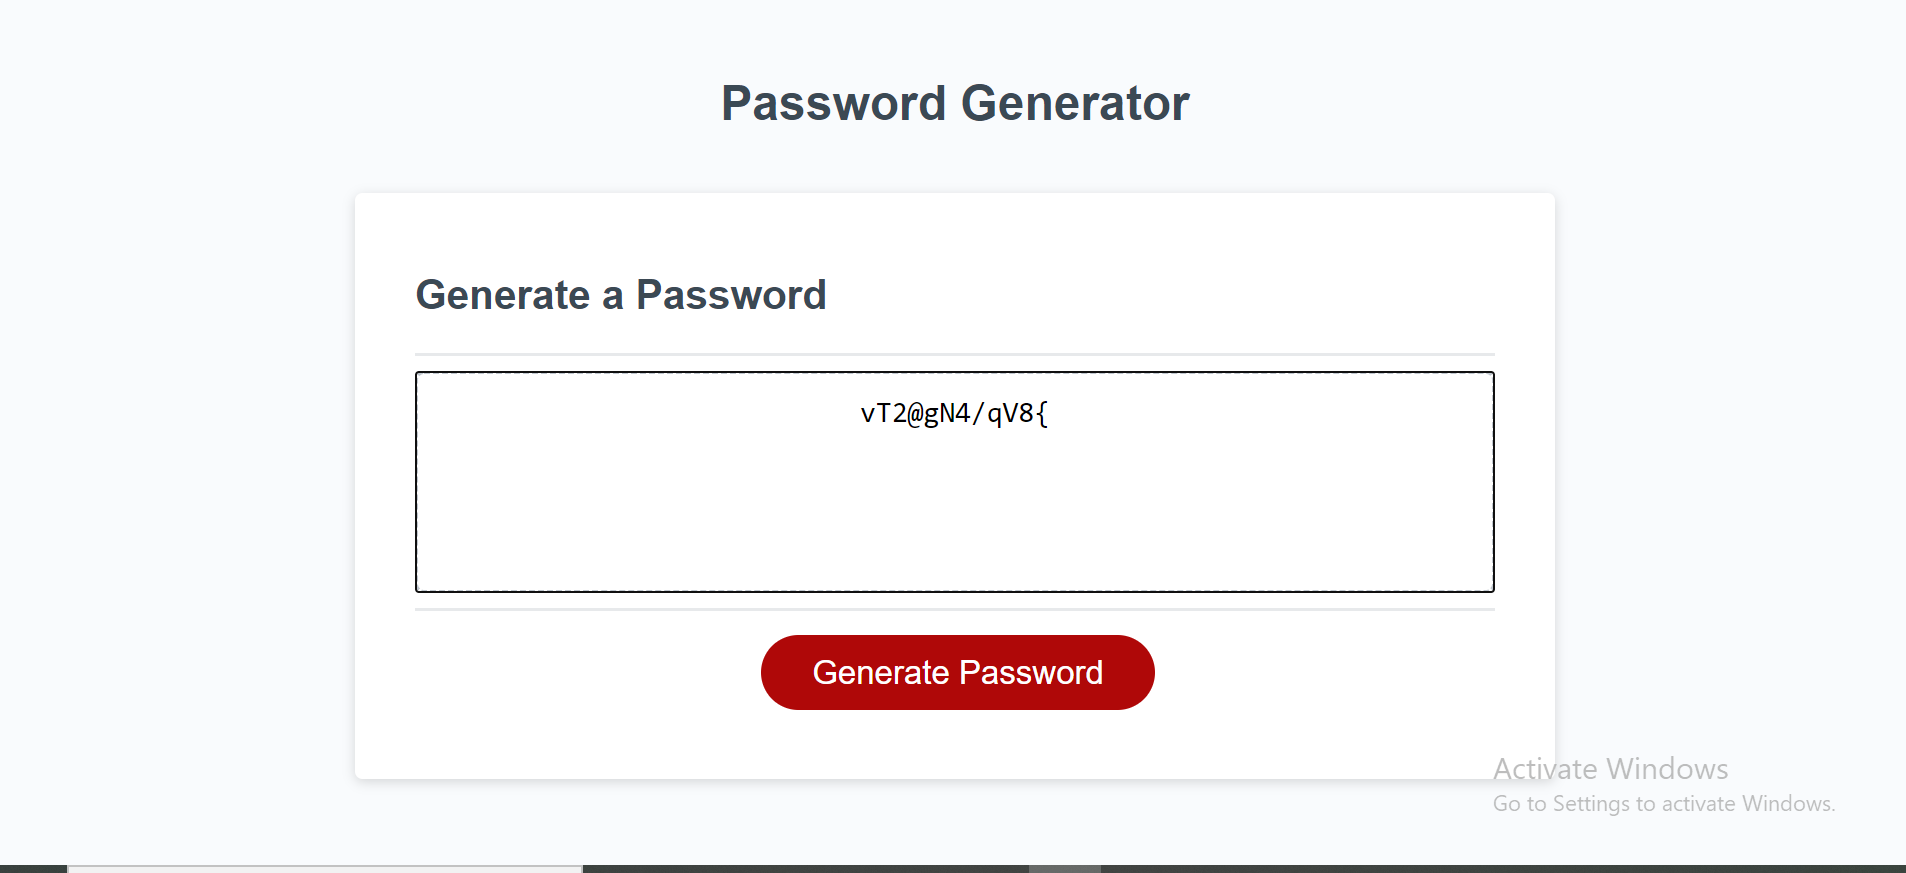 Password Generator
Generate a Password
vT2@gN4/qV8{
Generate Password
Activate Windows
Go to Settings to activate Windows.